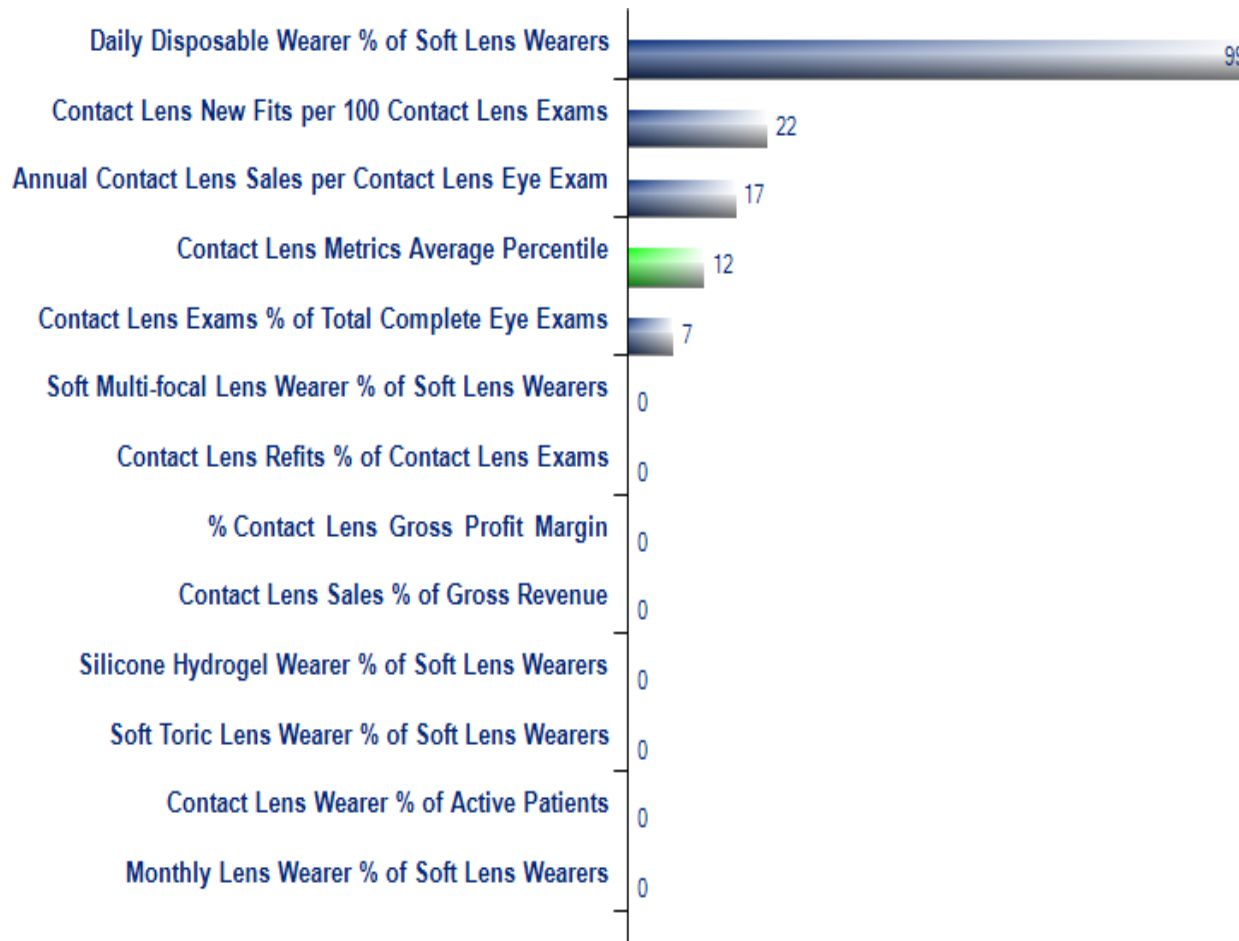 Daily Disposable Wearer % of Soft Lens Wearers 99
Contact Lens New Fits per 100 Contact Lens Exams 22
Annual Contact Lens Sales per Contact Lens Eye Exam 17
Contact Lens Metrics Average Percentile 12
Contact Lens Exams % of Total Complete Eye Exams 7
Soft Multi-focal Lens Wearer % of Soft Lens Wearers 0
Contact Lens Refits % of Contact Lens Exams 0
% Contact Lens Gross Profit Margin 0
Contact Lens Sales % of Gross Revenue 0
Silicone Hydrogel Wearer % of Soft Lens Wearers 0
Soft Toric Lens Wearer % of Soft Lens Wearers 0
Contact Lens Wearer % of Active Patients 0
Monthly Lens Wearer % of Soft Lens Wearers 0